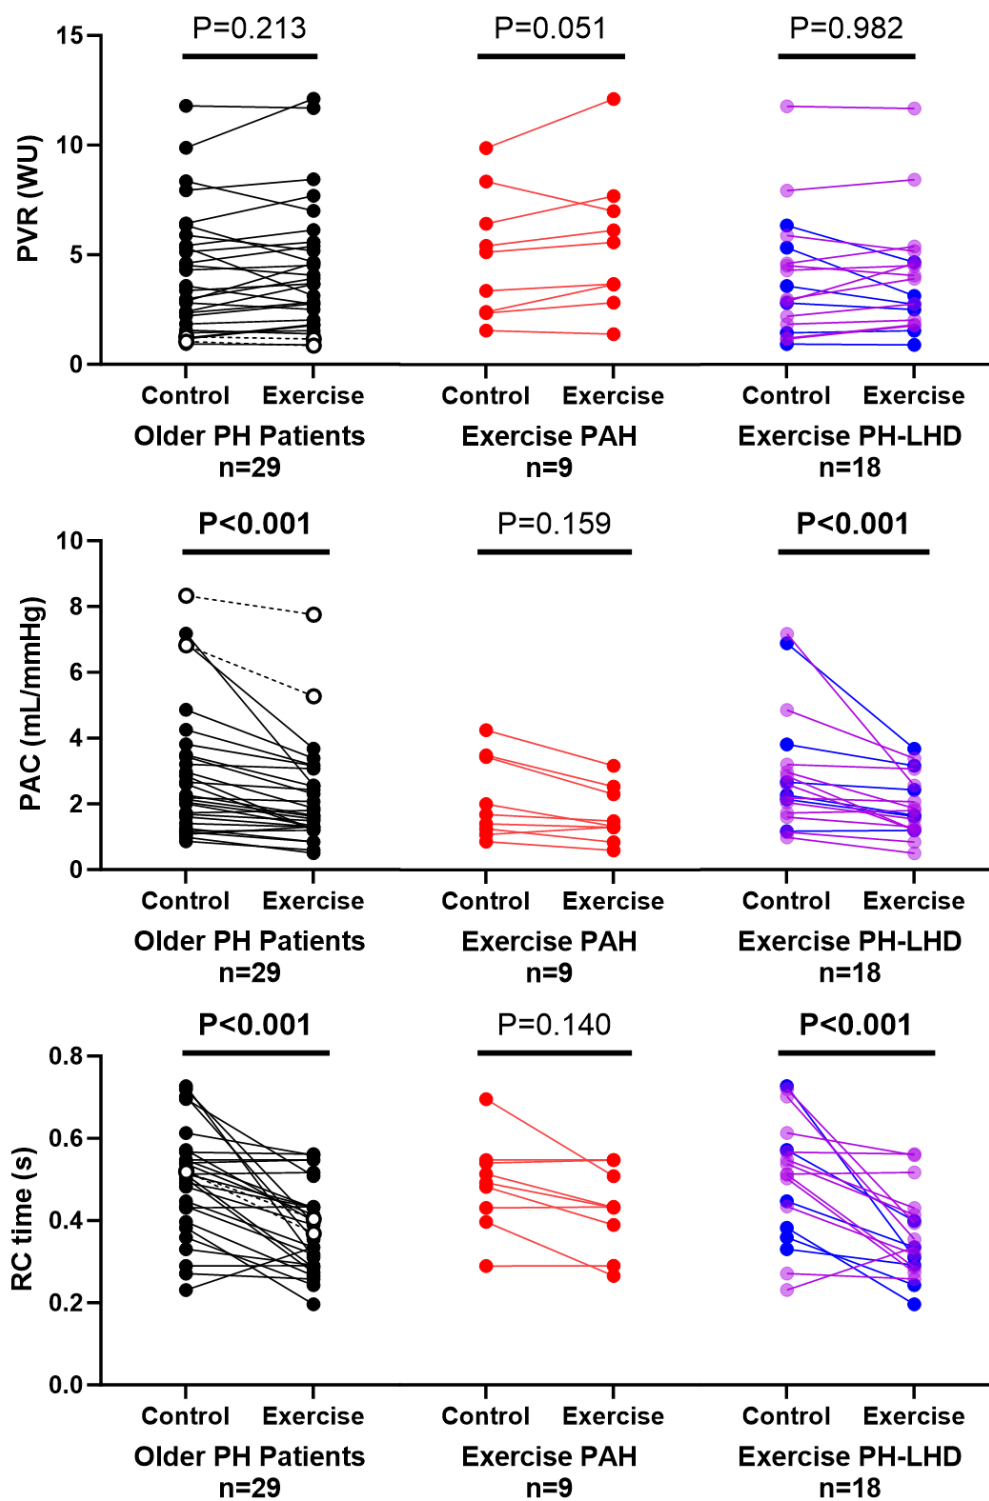 P=0.213 P=0.051 P=0.982
15
10
5
0
PVR (WU)
Control Exercise Control Exercise Control Exercise
Older PH Patients Exercise PAH Exercise PH-LHD
n=29 n=9 n=18
P<0.001 P=0.159 P<0.001
10
8
6
4
2
0
PAC (mL/mmHg)
Control Exercise Control Exercise Control Exercise
Older PH Patients Exercise PAH Exercise PH-LHD
n=29 n=9 n=18
P<0.001 P=0.140 P<0.001
0.8
0.6
0.4
0.2
0.0
RC time (s)
Control Exercise Control Exercise Control Exercise
Older PH Patients Exercise PAH Exercise PH-LHD
n=29 n=9 n=18